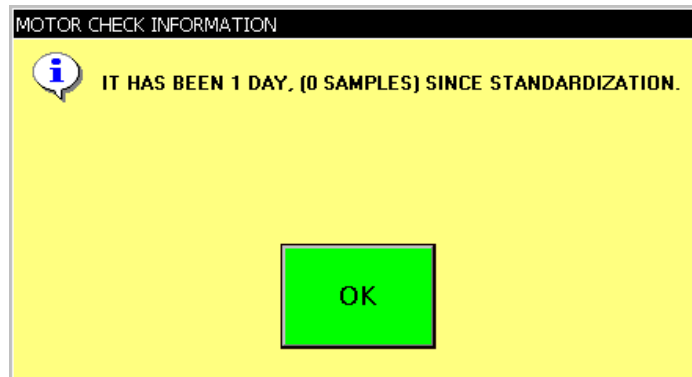 MOTOR CHECK INFORMATION
IT HAS BEEN 1 DAY, (0 SAMPLES) SINCE STANDARDIZATION.
OK